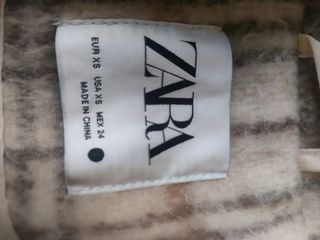 ZARA
EUR XS USA XS MEX 24
MADE IN CHINA